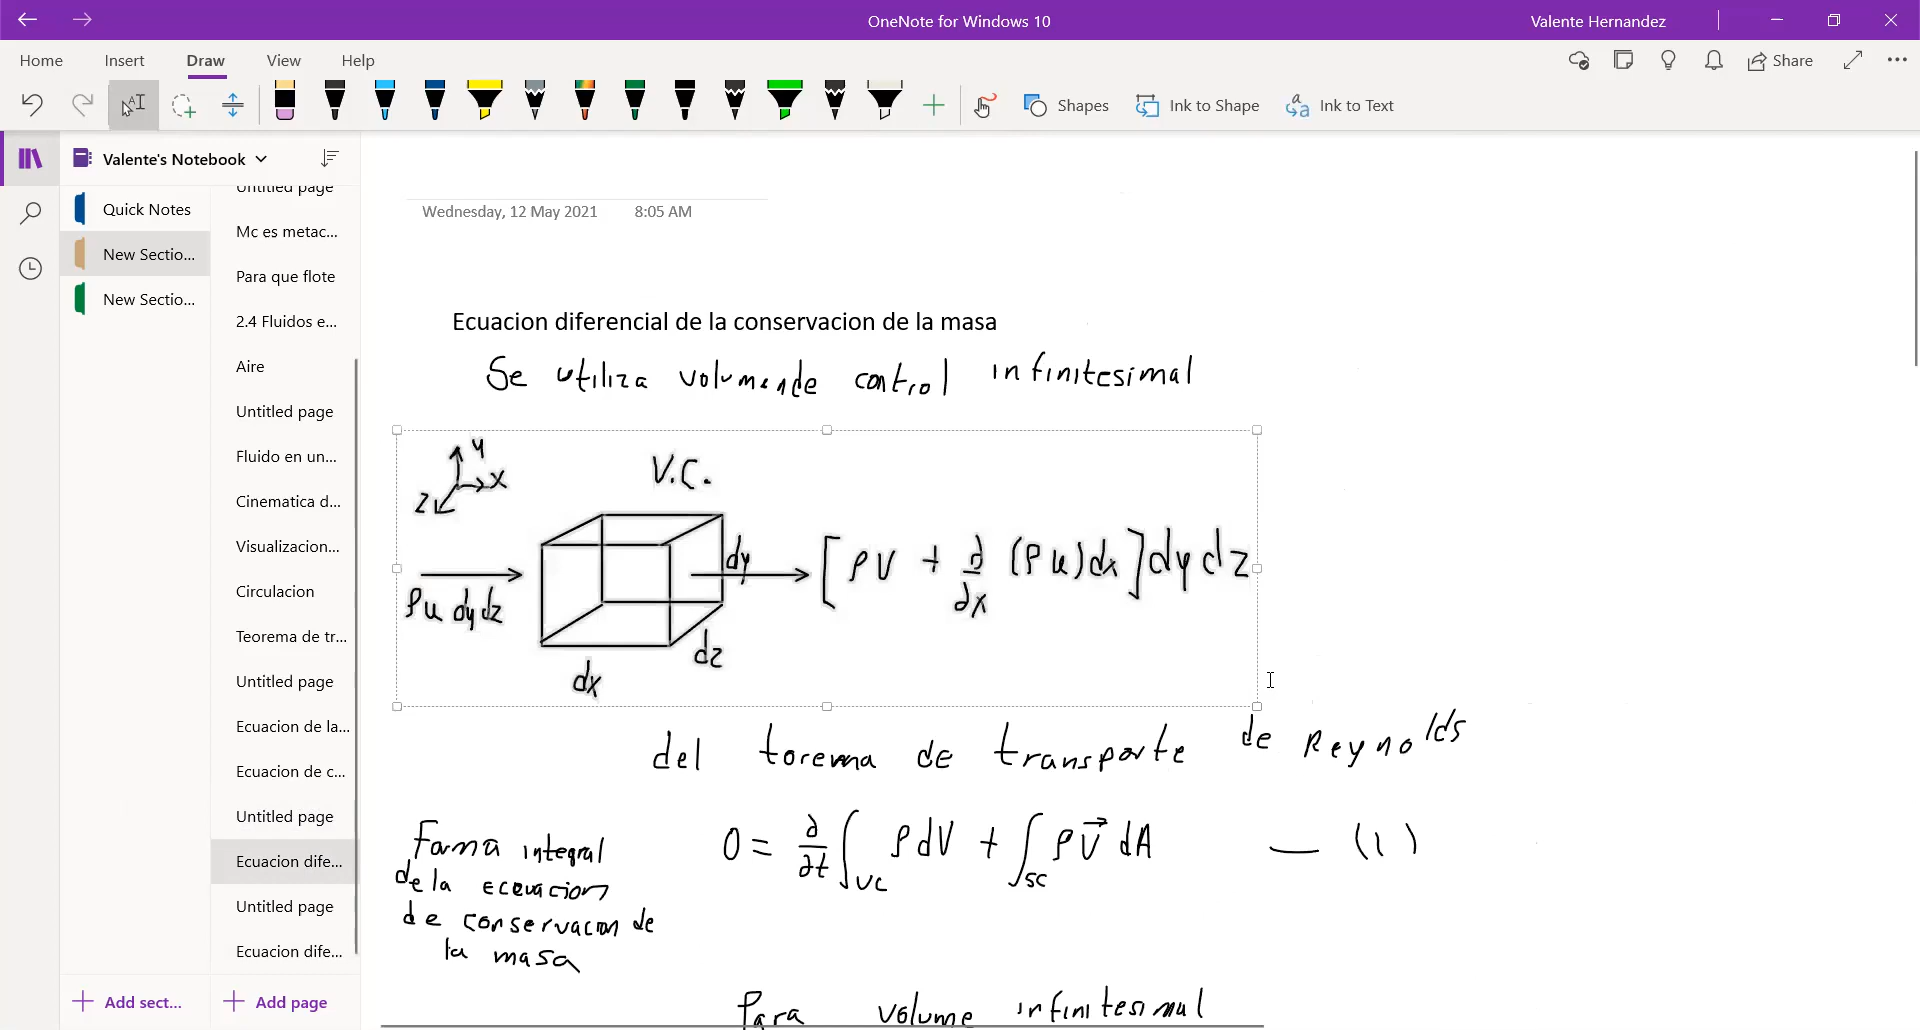 OneNote for Windows 10
Valente Hernandez
Home Insert Draw View Help
Share
Shapes Ink to Shape Ink to Text
Valente's Notebook
Quick Notes
New Sectio...
New Sectio...
Untitled page
Mc es metac...
Para que flote
2.4 Fluidos e...
Aire
Untitled page
Fluido en un...
Cinematica d...
Visualizacion...
Circulacion
Teorema de tr...
Untitled page
Ecuacion de la...
Ecuacion de c...
Untitled page
Ecuacion dife...
Untitled page
Ecuacion dife...
Add sect...
Add page
Wednesday, 12 May 2021 8:05 AM
Ecuacion diferencial de la conservacion de la masa
Se utiliza volumen de control infinitesimal
y
x
z
V.C.
ρu dydz
dy
dz
dx
[ρU + ∂/∂x (ρu)dx]dydz
del torema de transporte de Reynolds
Forma integral
de la ecuacion
de conservacion de
la masa
0 = ∂/∂t ∫vc ρdV + ∫sc ρV⃗ dA — (1)
Para volume infinitesimal